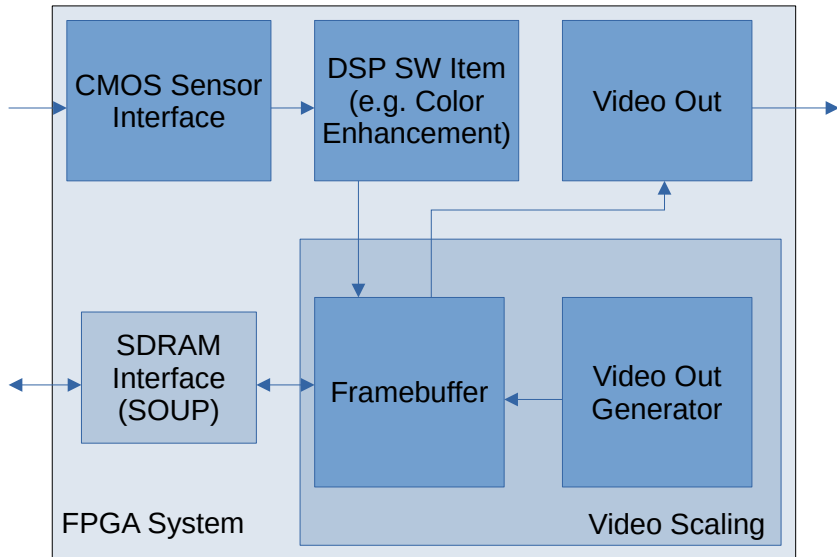 CMOS Sensor
Interface
DSP SW Item
(e.g. Color
Enhancement)
Video Out
SDRAM
Interface
(SOUP)
Framebuffer
Video Out
Generator
FPGA System
Video Scaling